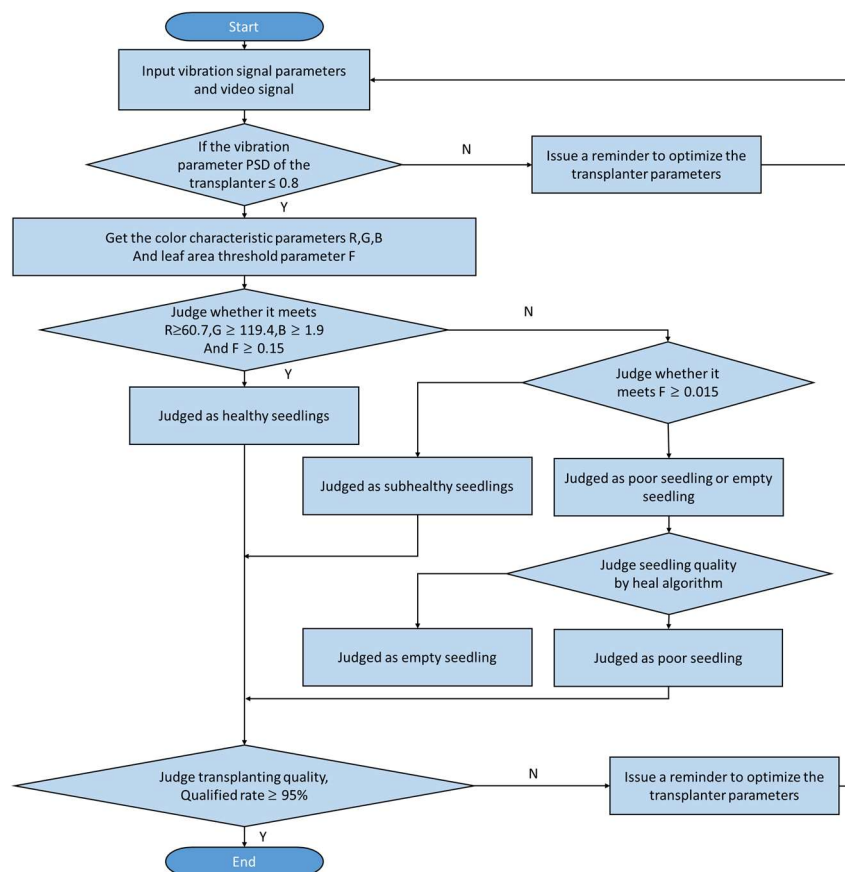 Start
Input vibration signal parameters
and video signal
If the vibration
parameter PSD of the
transplanter ≤ 0.8
N
Issue a reminder to optimize the
transplanter parameters
Y
Get the color characteristic parameters R,G,B
And leaf area threshold parameter F
Judge whether it meets
R≥60.7,G ≥ 119.4,B ≥ 1.9
And F ≥ 0.15
N
Y
Judge whether it
meets F ≥ 0.015
Judged as healthy seedlings
Judged as subhealthy seedlings
Judged as poor seedling or empty
seedling
Judge seedling quality
by heal algorithm
Judged as empty seedling
Judged as poor seedling
Judge transplanting quality,
Qualified rate ≥ 95%
N
Issue a reminder to optimize the
transplanter parameters
Y
End